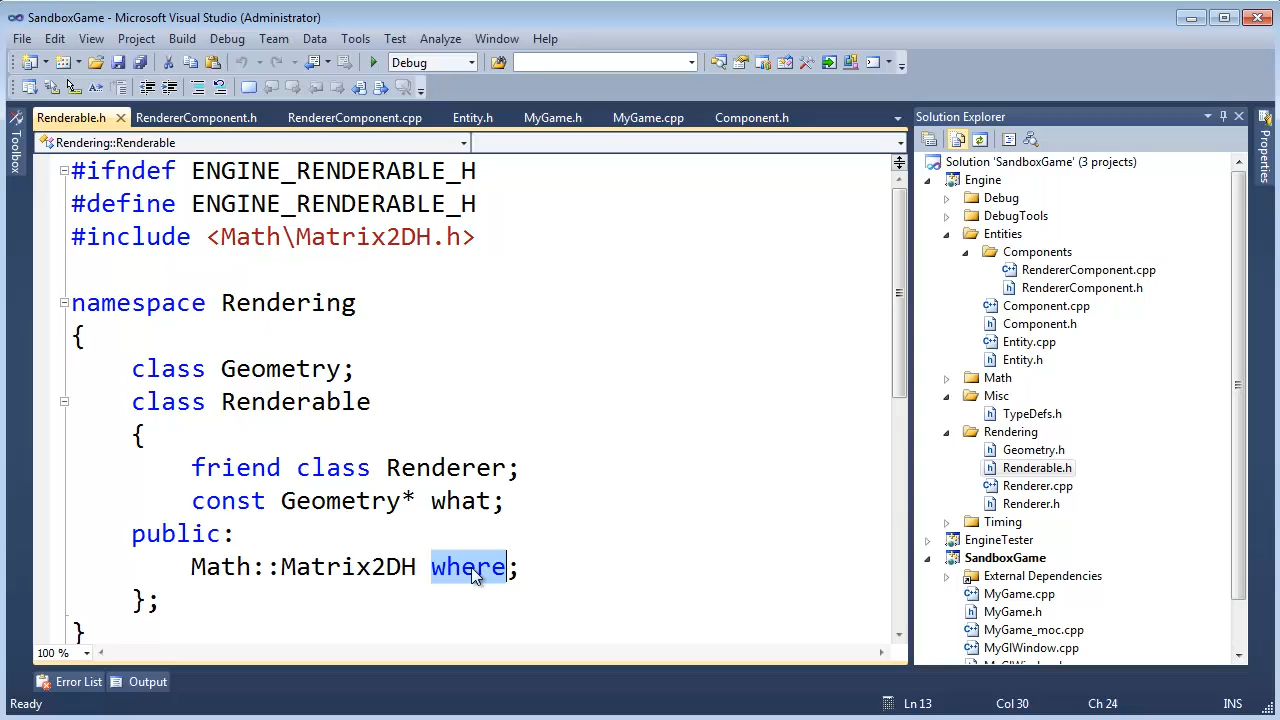 SandboxGame - Microsoft Visual Studio (Administrator)
File Edit View Project Build Debug Team Data Tools Test Analyze Window Help
Debug
Renderable.h RendererComponent.h RendererComponent.cpp Entity.h MyGame.h MyGame.cpp Component.h
Rendering::Renderable
#ifndef ENGINE_RENDERABLE_H
#define ENGINE_RENDERABLE_H
#include <Math\Matrix2DH.h>
namespace Rendering
{
class Geometry;
class Renderable
{
friend class Renderer;
const Geometry* what;
public:
Math::Matrix2DH where;
};
}
100 %
Toolbox
Error List Output
Solution Explorer
Solution 'SandboxGame' (3 projects)
Engine
Debug
DebugTools
Entities
Components
RendererComponent.cpp
RendererComponent.h
Component.cpp
Component.h
Entity.cpp
Entity.h
Math
Misc
TypeDefs.h
Rendering
Geometry.h
Renderable.h
Renderer.cpp
Renderer.h
Timing
EngineTester
SandboxGame
External Dependencies
MyGame.cpp
MyGame.h
MyGame_moc.cpp
MyGlWindow.cpp
Properties
Ready Ln 13 Col 30 Ch 24 INS